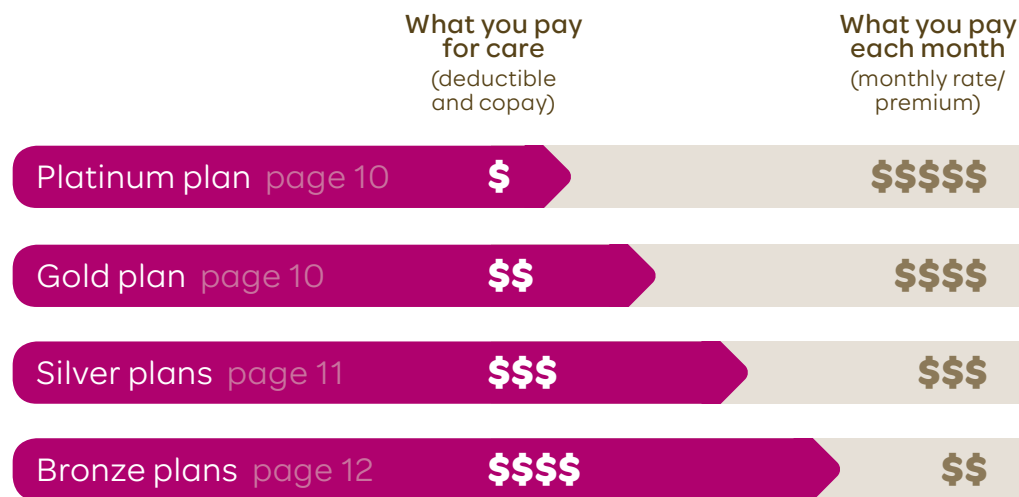 What you pay for care
(deductible and copay)
What you pay each month
(monthly rate/ premium)
Platinum plan page 10 $ $$$$$
Gold plan page 10 $$ $$$$
Silver plans page 11 $$$ $$$
Bronze plans page 12 $$$$ $$